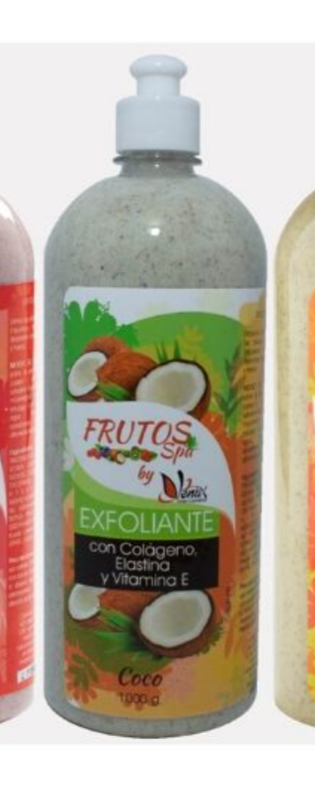 FRUTOS
Spa
by Venus
EXFOLIANTE
con Colágeno,
Elastina
y Vitamina E
Coco
1000 g